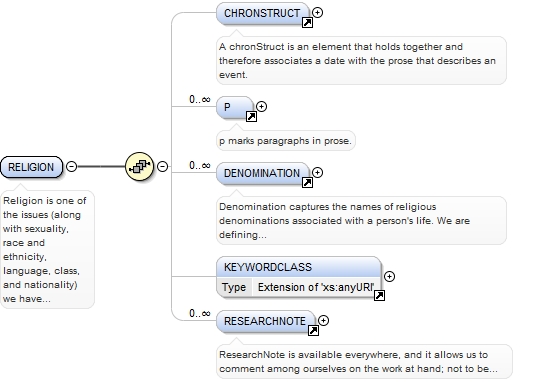 CHRONSTRUCT
A chronStruct is an element that holds together and
therefore associates a date with the prose that describes an
event.
0..∞
P
p marks paragraphs in prose.
0..∞
RELIGION
Religion is one of
the issues (along
with sexuality,
race and
ethnicity,
language, class,
and nationality)
we have...
DENOMINATION
Denomination captures the names of religious
denominations associated with a person's life. We are
defining...
KEYWORDCLASS
Type Extension of 'xs:anyURI'
0..∞
RESEARCHNOTE
ResearchNote is available everywhere, and it allows us to
comment among ourselves on the work at hand; not to be...